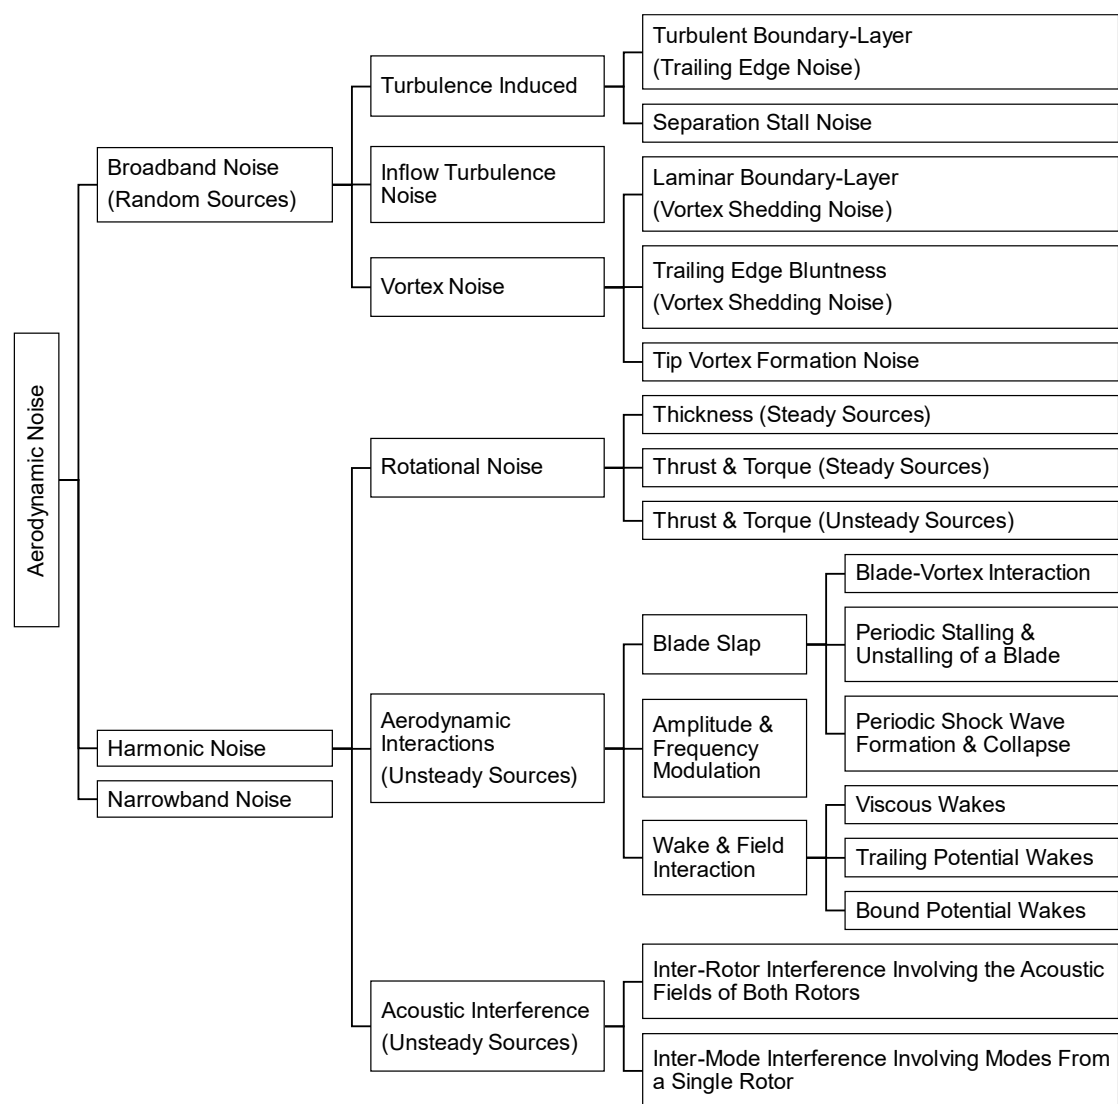 Aerodynamic Noise
Broadband Noise
(Random Sources)
Turbulence Induced
Turbulent Boundary-Layer
(Trailing Edge Noise)
Separation Stall Noise
Inflow Turbulence
Noise
Vortex Noise
Laminar Boundary-Layer
(Vortex Shedding Noise)
Trailing Edge Bluntness
(Vortex Shedding Noise)
Tip Vortex Formation Noise
Harmonic Noise
Rotational Noise
Thickness (Steady Sources)
Thrust & Torque (Steady Sources)
Thrust & Torque (Unsteady Sources)
Aerodynamic
Interactions
(Unsteady Sources)
Blade Slap
Blade-Vortex Interaction
Periodic Stalling &
Unstalling of a Blade
Periodic Shock Wave
Formation & Collapse
Amplitude &
Frequency
Modulation
Wake & Field
Interaction
Viscous Wakes
Trailing Potential Wakes
Bound Potential Wakes
Acoustic Interference
(Unsteady Sources)
Inter-Rotor Interference Involving the Acoustic
Fields of Both Rotors
Inter-Mode Interference Involving Modes From
a Single Rotor
Narrowband Noise